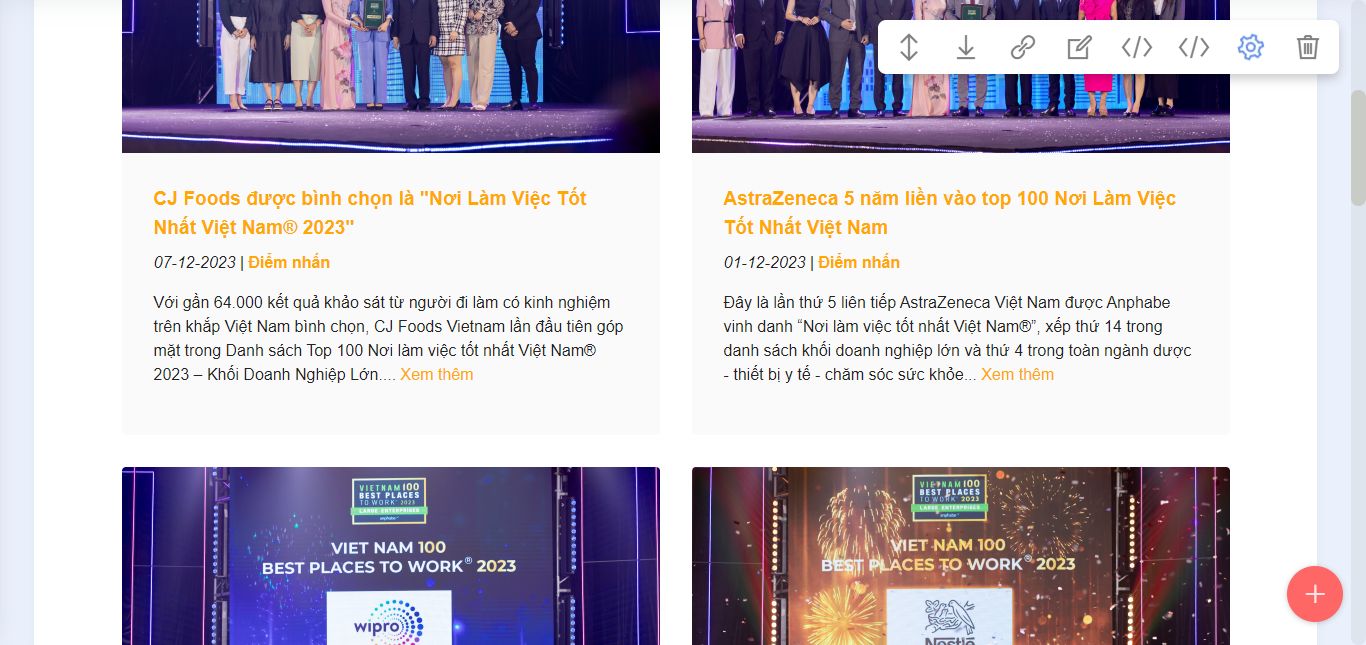 CJ Foods được bình chọn là "Nơi Làm Việc Tốt
Nhất Việt Nam® 2023"
07-12-2023 | Điểm nhấn
Với gần 64.000 kết quả khảo sát từ người đi làm có kinh nghiệm
trên khắp Việt Nam bình chọn, CJ Foods Vietnam lần đầu tiên góp
mặt trong Danh sách Top 100 Nơi làm việc tốt nhất Việt Nam®
2023 – Khối Doanh Nghiệp Lớn.... Xem thêm
AstraZeneca 5 năm liền vào top 100 Nơi Làm Việc
Tốt Nhất Việt Nam
01-12-2023 | Điểm nhấn
Đây là lần thứ 5 liên tiếp AstraZeneca Việt Nam được Anphabe
vinh danh “Nơi làm việc tốt nhất Việt Nam®”, xếp thứ 14 trong
danh sách khối doanh nghiệp lớn và thứ 4 trong toàn ngành dược
- thiết bị y tế - chăm sóc sức khỏe... Xem thêm
VIETNAM 100
BEST PLACES
TO WORK® 2023
LARGE ENTERPRISES
anphabe
VIET NAM 100
BEST PLACES TO WORK® 2023
wipro
VIETNAM 100
BEST PLACES
TO WORK® 2023
LARGE ENTERPRISES
anphabe
VIET NAM 100
BEST PLACES TO WORK® 2023
Nestlé